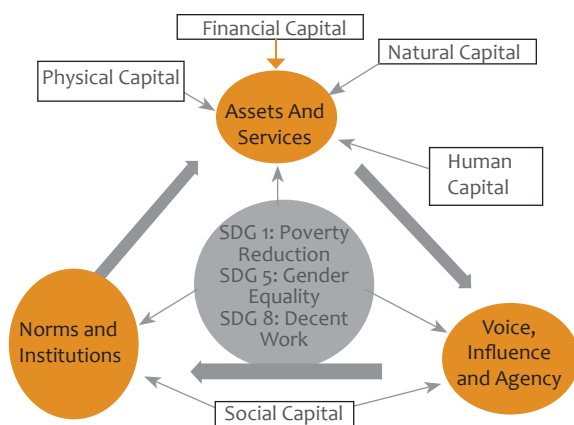 Financial Capital
Physical Capital
Natural Capital
Assets And
Services
Human
Capital
SDG 1: Poverty
Reduction
SDG 5: Gender
Equality
SDG 8: Decent
Work
Norms and
Institutions
Voice,
Influence
and Agency
Social Capital